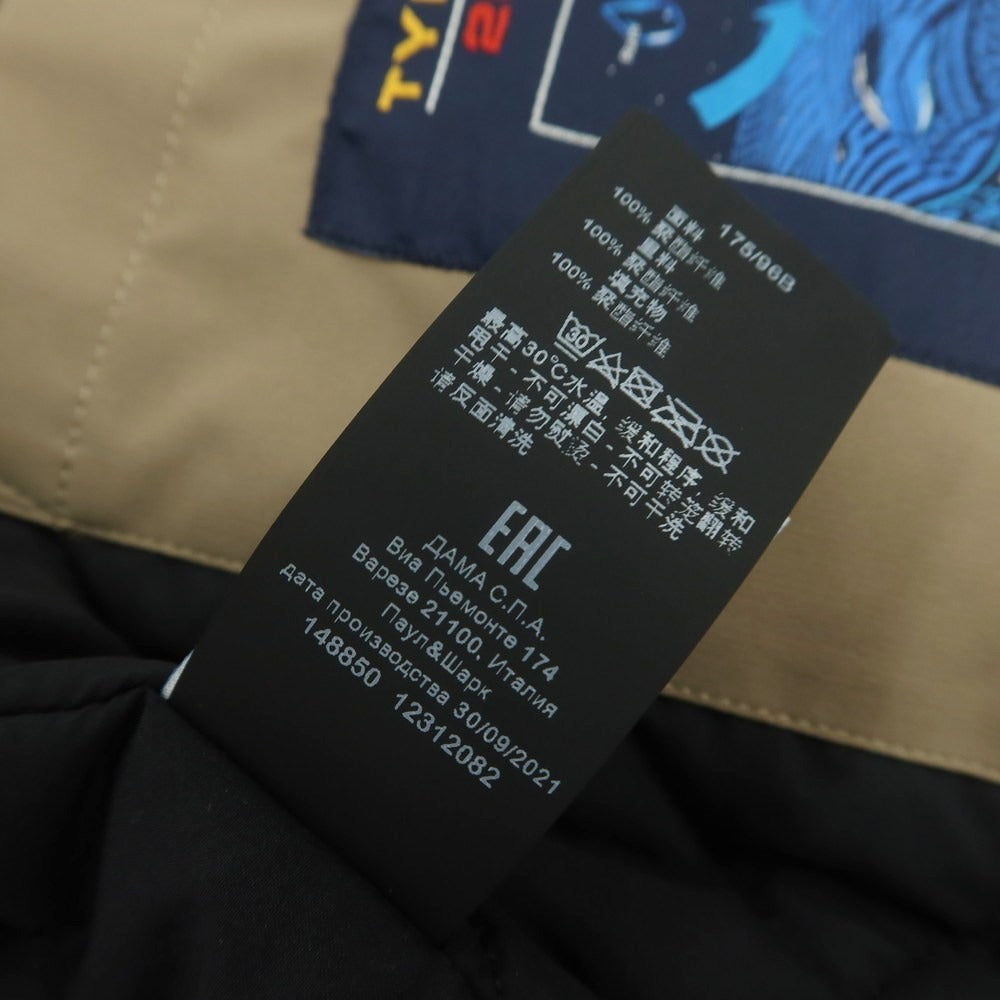 TY
2
175/96B
面料
100% 聚酯纤维
里料
100% 聚酯纤维
填充物
100% 聚酯纤维
30
最高30℃水温, 缓和程序, 缓和
甩干 - 不可漂白 - 不可转笼翻转
干燥 - 请勿熨烫 - 不可干洗
请反面清洗
EAC
ДАМА С.П.А.
Виа Пьемонте 174
Варезе 21100, Италия
Паул&Шарк
дата производства 30/09/2021
148850 12312082